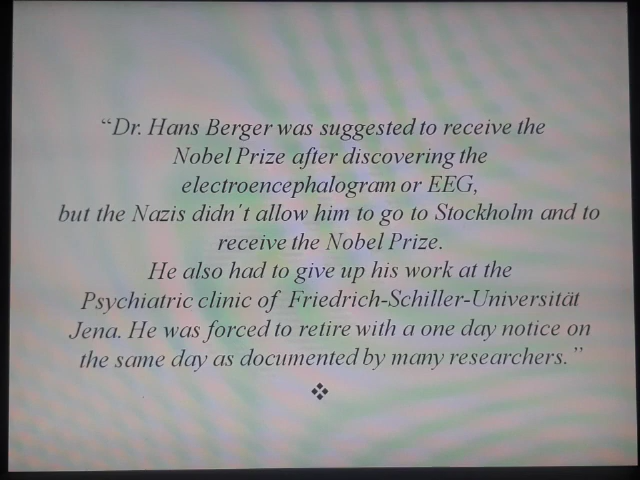 “Dr. Hans Berger was suggested to receive the
Nobel Prize after discovering the
electroencephalogram or EEG,
but the Nazis didn´t allow him to go to Stockholm and to
receive the Nobel Prize.
He also had to give up his work at the
Psychiatric clinic of Friedrich-Schiller-Universität
Jena. He was forced to retire with a one day notice on
the same day as documented by many researchers.”